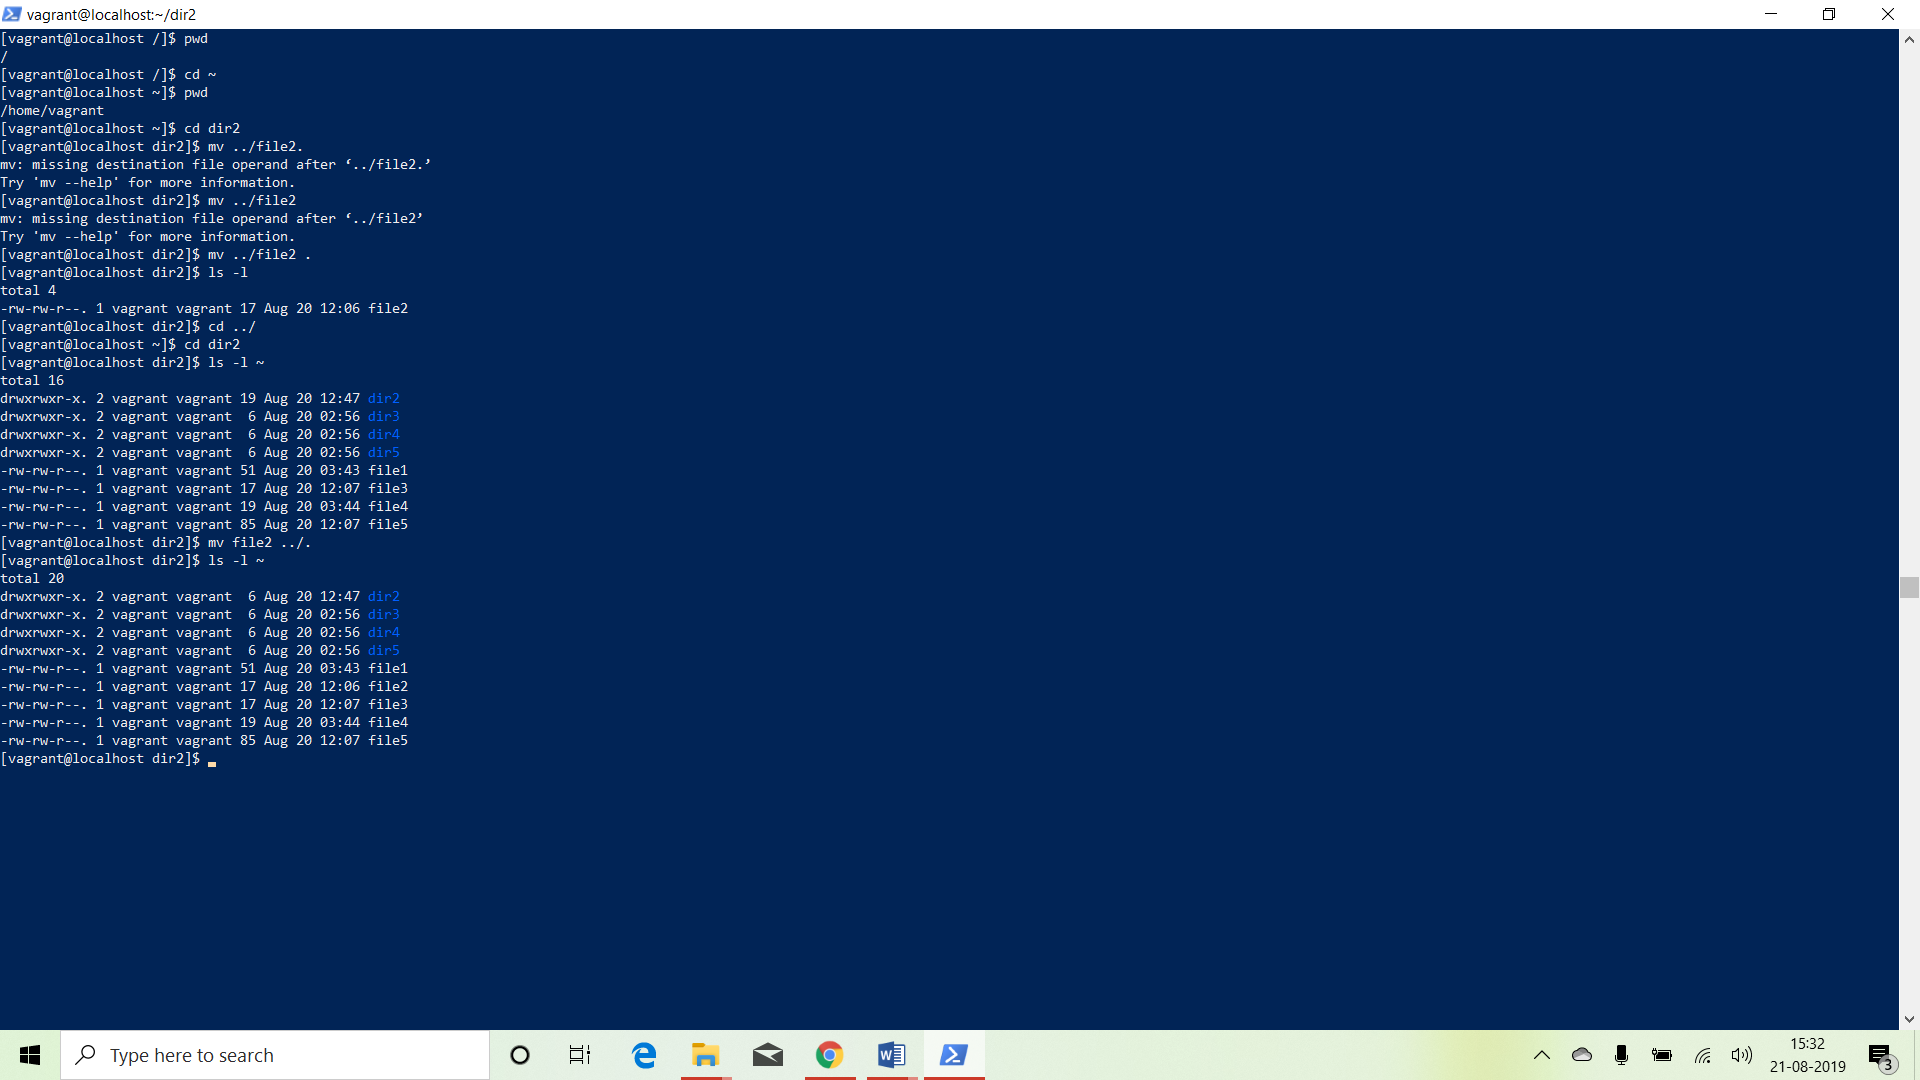 vagrant@localhost:~/dir2
[vagrant@localhost /]$ pwd
/
[vagrant@localhost /]$ cd ~
[vagrant@localhost ~]$ pwd
/home/vagrant
[vagrant@localhost ~]$ cd dir2
[vagrant@localhost dir2]$ mv ../file2.
mv: missing destination file operand after ‘../file2.’
Try 'mv --help' for more information.
[vagrant@localhost dir2]$ mv ../file2
mv: missing destination file operand after ‘../file2’
Try 'mv --help' for more information.
[vagrant@localhost dir2]$ mv ../file2 .
[vagrant@localhost dir2]$ ls -l
total 4
-rw-rw-r--. 1 vagrant vagrant 17 Aug 20 12:06 file2
[vagrant@localhost dir2]$ cd ../
[vagrant@localhost ~]$ cd dir2
[vagrant@localhost dir2]$ ls -l ~
total 16
drwxrwxr-x. 2 vagrant vagrant 19 Aug 20 12:47 dir2
drwxrwxr-x. 2 vagrant vagrant  6 Aug 20 02:56 dir3
drwxrwxr-x. 2 vagrant vagrant  6 Aug 20 02:56 dir4
drwxrwxr-x. 2 vagrant vagrant  6 Aug 20 02:56 dir5
-rw-rw-r--. 1 vagrant vagrant 51 Aug 20 03:43 file1
-rw-rw-r--. 1 vagrant vagrant 17 Aug 20 12:07 file3
-rw-rw-r--. 1 vagrant vagrant 19 Aug 20 03:44 file4
-rw-rw-r--. 1 vagrant vagrant 85 Aug 20 12:07 file5
[vagrant@localhost dir2]$ mv file2 ../.
[vagrant@localhost dir2]$ ls -l ~
total 20
drwxrwxr-x. 2 vagrant vagrant  6 Aug 20 12:47 dir2
drwxrwxr-x. 2 vagrant vagrant  6 Aug 20 02:56 dir3
drwxrwxr-x. 2 vagrant vagrant  6 Aug 20 02:56 dir4
drwxrwxr-x. 2 vagrant vagrant  6 Aug 20 02:56 dir5
-rw-rw-r--. 1 vagrant vagrant 51 Aug 20 03:43 file1
-rw-rw-r--. 1 vagrant vagrant 17 Aug 20 12:06 file2
-rw-rw-r--. 1 vagrant vagrant 17 Aug 20 12:07 file3
-rw-rw-r--. 1 vagrant vagrant 19 Aug 20 03:44 file4
-rw-rw-r--. 1 vagrant vagrant 85 Aug 20 12:07 file5
[vagrant@localhost dir2]$
Type here to search
15:32
21-08-2019
3